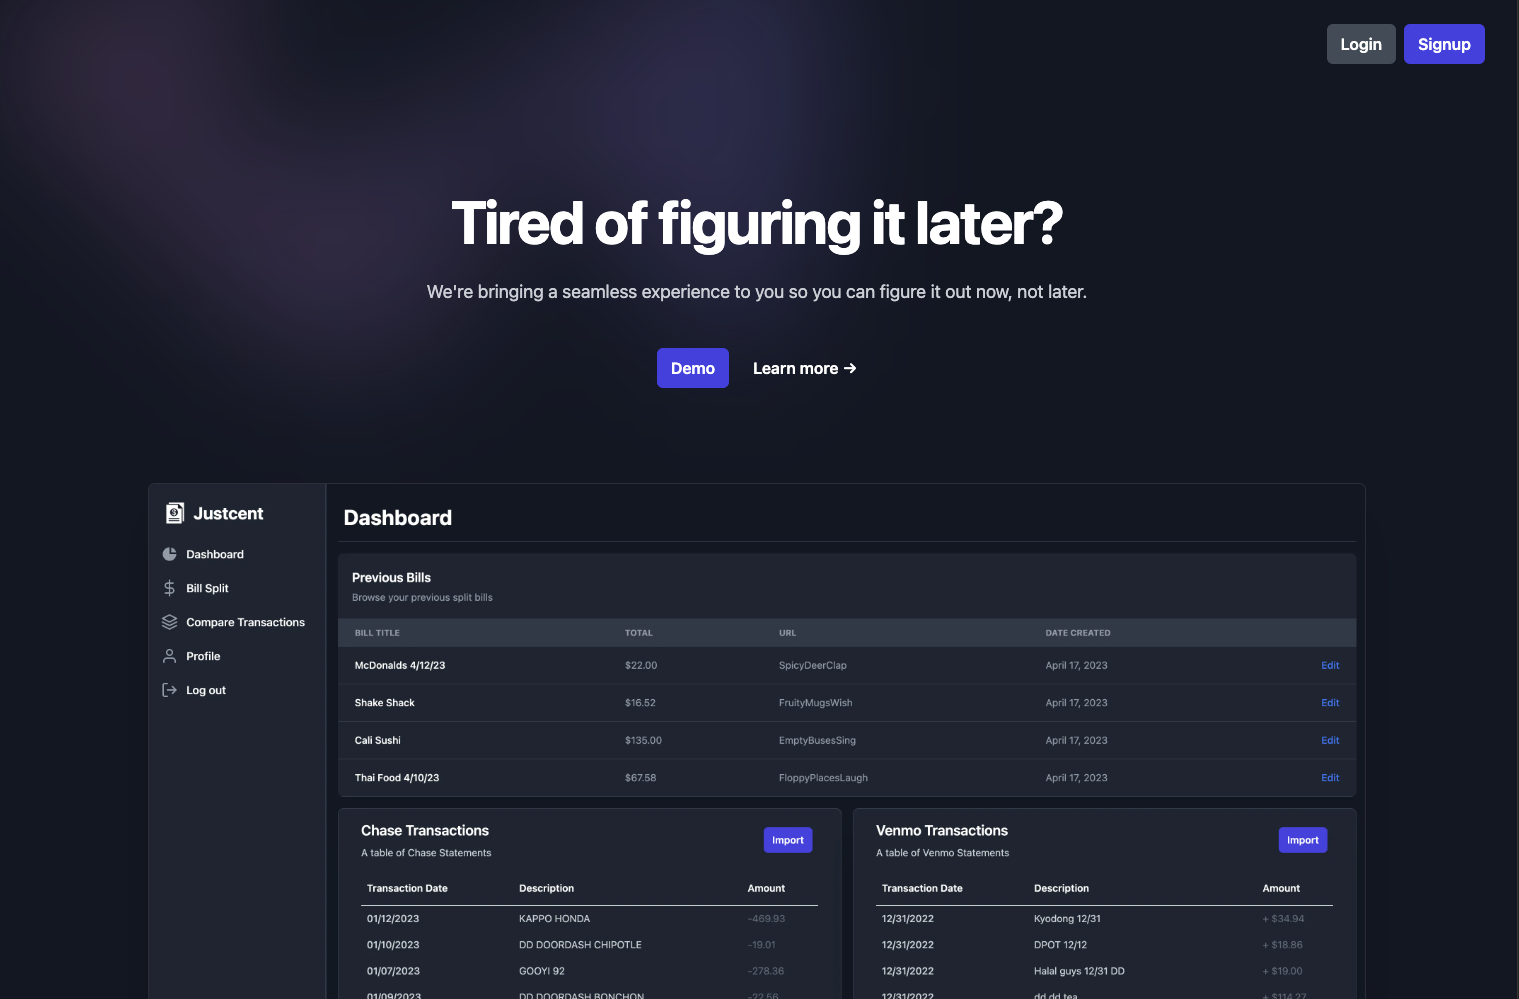 Login Signup
Tired of figuring it later?
We're bringing a seamless experience to you so you can figure it out now, not later.
Demo Learn more →
Justcent
Dashboard
Bill Split
Compare Transactions
Profile
Log out
Dashboard
Previous Bills
Browse your previous split bills
BILL TITLE TOTAL URL DATE CREATED
McDonalds 4/12/23 $22.00 SpicyDeerClap April 17, 2023 Edit
Shake Shack $16.52 FruityMugsWish April 17, 2023 Edit
Cali Sushi $135.00 EmptyBusesSing April 17, 2023 Edit
Thai Food 4/10/23 $67.58 FloppyPlacesLaugh April 17, 2023 Edit
Chase Transactions
A table of Chase Statements
Import
Transaction Date Description Amount
01/12/2023 KAPPO HONDA -469.93
01/10/2023 DD DOORDASH CHIPOTLE -19.01
01/07/2023 GOOYI 92 -278.36
01/09/2023 DD DOORDASH BONCHON -22.56
Venmo Transactions
A table of Venmo Statements
Import
Transaction Date Description Amount
12/31/2022 Kyodong 12/31 + $34.94
12/31/2022 DPOT 12/12 + $18.86
12/31/2022 Halal guys 12/31 DD + $19.00
12/31/2022 dd dd tea + $114.27